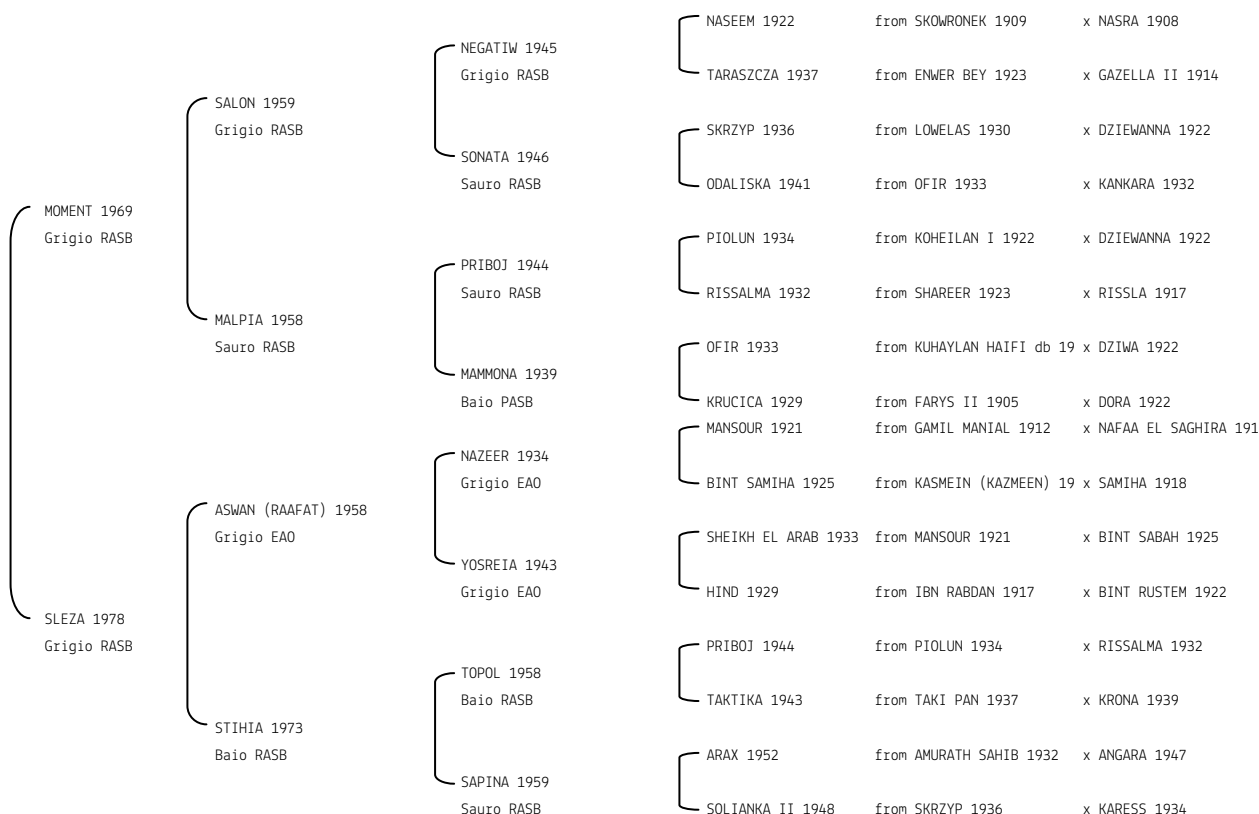 NASEEM 1922 from SKOWRONEK 1909 x NASRA 1908
NEGATIW 1945
Grigio RASB TARASZCZA 1937 from ENWER BEY 1923 x GAZELLA II 1914
SALON 1959
Grigio RASB SKRZYP 1936 from LOWELAS 1930 x DZIEWANNA 1922
SONATA 1946
Sauro RASB ODALISKA 1941 from OFIR 1933 x KANKARA 1932
MOMENT 1969
Grigio RASB PIOLUN 1934 from KOHEILAN I 1922 x DZIEWANNA 1922
PRIBOJ 1944
Sauro RASB RISSALMA 1932 from SHAREER 1923 x RISSLA 1917
MALPIA 1958
Sauro RASB OFIR 1933 from KUHAYLAN HAIFI db 19 x DZIWA 1922
MAMMONA 1939
Baio PASB KRUCICA 1929 from FARYS II 1905 x DORA 1922
MANSOUR 1921 from GAMIL MANIAL 1912 x NAFAA EL SAGHIRA 191
NAZEER 1934
Grigio EAO BINT SAMIHA 1925 from KASMEIN (KAZMEEN) 19 x SAMIHA 1918
ASWAN (RAAFAT) 1958
Grigio EAO SHEIKH EL ARAB 1933 from MANSOUR 1921 x BINT SABAH 1925
YOSREIA 1943
Grigio EAO HIND 1929 from IBN RABDAN 1917 x BINT RUSTEM 1922
SLEZA 1978
Grigio RASB PRIBOJ 1944 from PIOLUN 1934 x RISSALMA 1932
TOPOL 1958
Baio RASB TAKTIKA 1943 from TAKI PAN 1937 x KRONA 1939
STIHIA 1973
Baio RASB ARAX 1952 from AMURATH SAHIB 1932 x ANGARA 1947
SAPINA 1959
Sauro RASB SOLIANKA II 1948 from SKRZYP 1936 x KARESS 1934